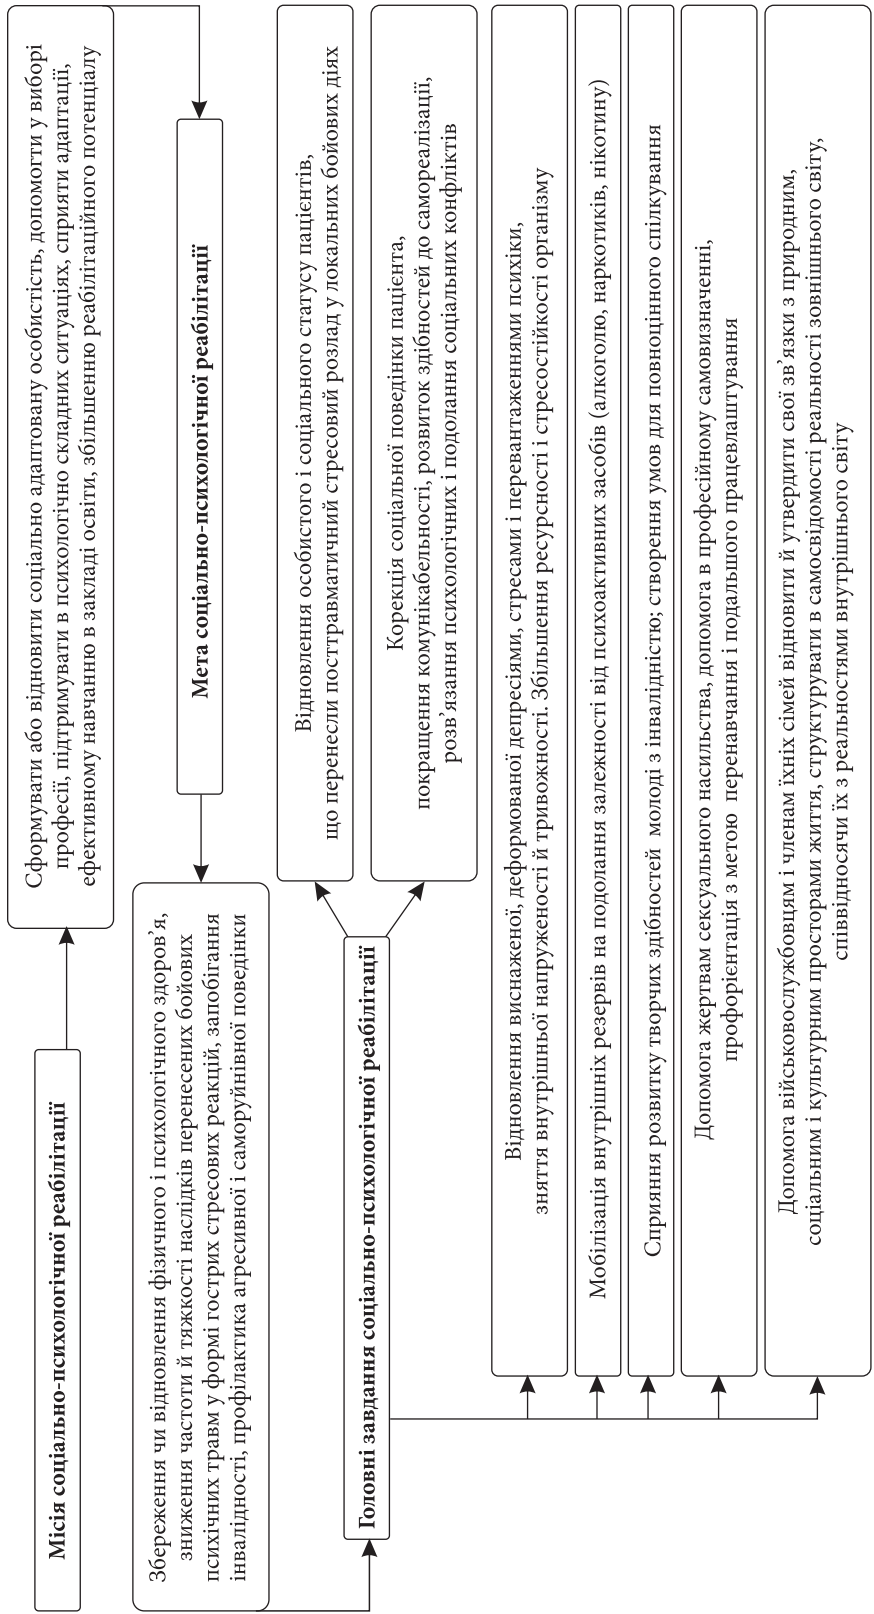 Місія соціально-психологічної реабілітації
Сформувати або відновити соціально адаптовану особистість, допомогти у виборі
професії, підтримувати в психологічно складних ситуаціях, сприяти адаптації,
ефективному навчанню в закладі освіти, збільшенню реабілітаційного потенціалу
Мета соціально-психологічної реабілітації
Збереження чи відновлення фізичного і психологічного здоров’я,
зниження частоти й тяжкості наслідків перенесених бойових
психічних травм у формі гострих стресових реакцій, запобігання
інвалідності, профілактика агресивної і саморуйнівної поведінки
Головні завдання соціально-психологічної реабілітації
Відновлення особистого і соціального статусу пацієнтів,
що перенесли посттравматичний стресовий розлад у локальних бойових діях
Корекція соціальної поведінки пацієнта,
покращення комунікабельності, розвиток здібностей до самореалізації,
розв’язання психологічних і подолання соціальних конфліктів
Відновлення виснаженої, деформованої депресіями, стресами і перевантаженнями психіки,
зняття внутрішньої напруженості й тривожності. Збільшення ресурсності і стресостійкості організму
Мобілізація внутрішніх резервів на подолання залежності від психоактивних засобів (алкоголю, наркотиків, нікотину)
Сприяння розвитку творчих здібностей молоді з інвалідністю; створення умов для повноцінного спілкування
Допомога жертвам сексуального насильства, допомога в професійному самовизначенні,
профорієнтація з метою перенавчання і подальшого працевлаштування
Допомога військовослужбовцям і членам їхніх сімей відновити й утвердити свої зв’язки з природним,
соціальним і культурним просторами життя, структурувати в самосвідомості реальності зовнішнього світу,
співвідносячи їх з реальностями внутрішнього світу